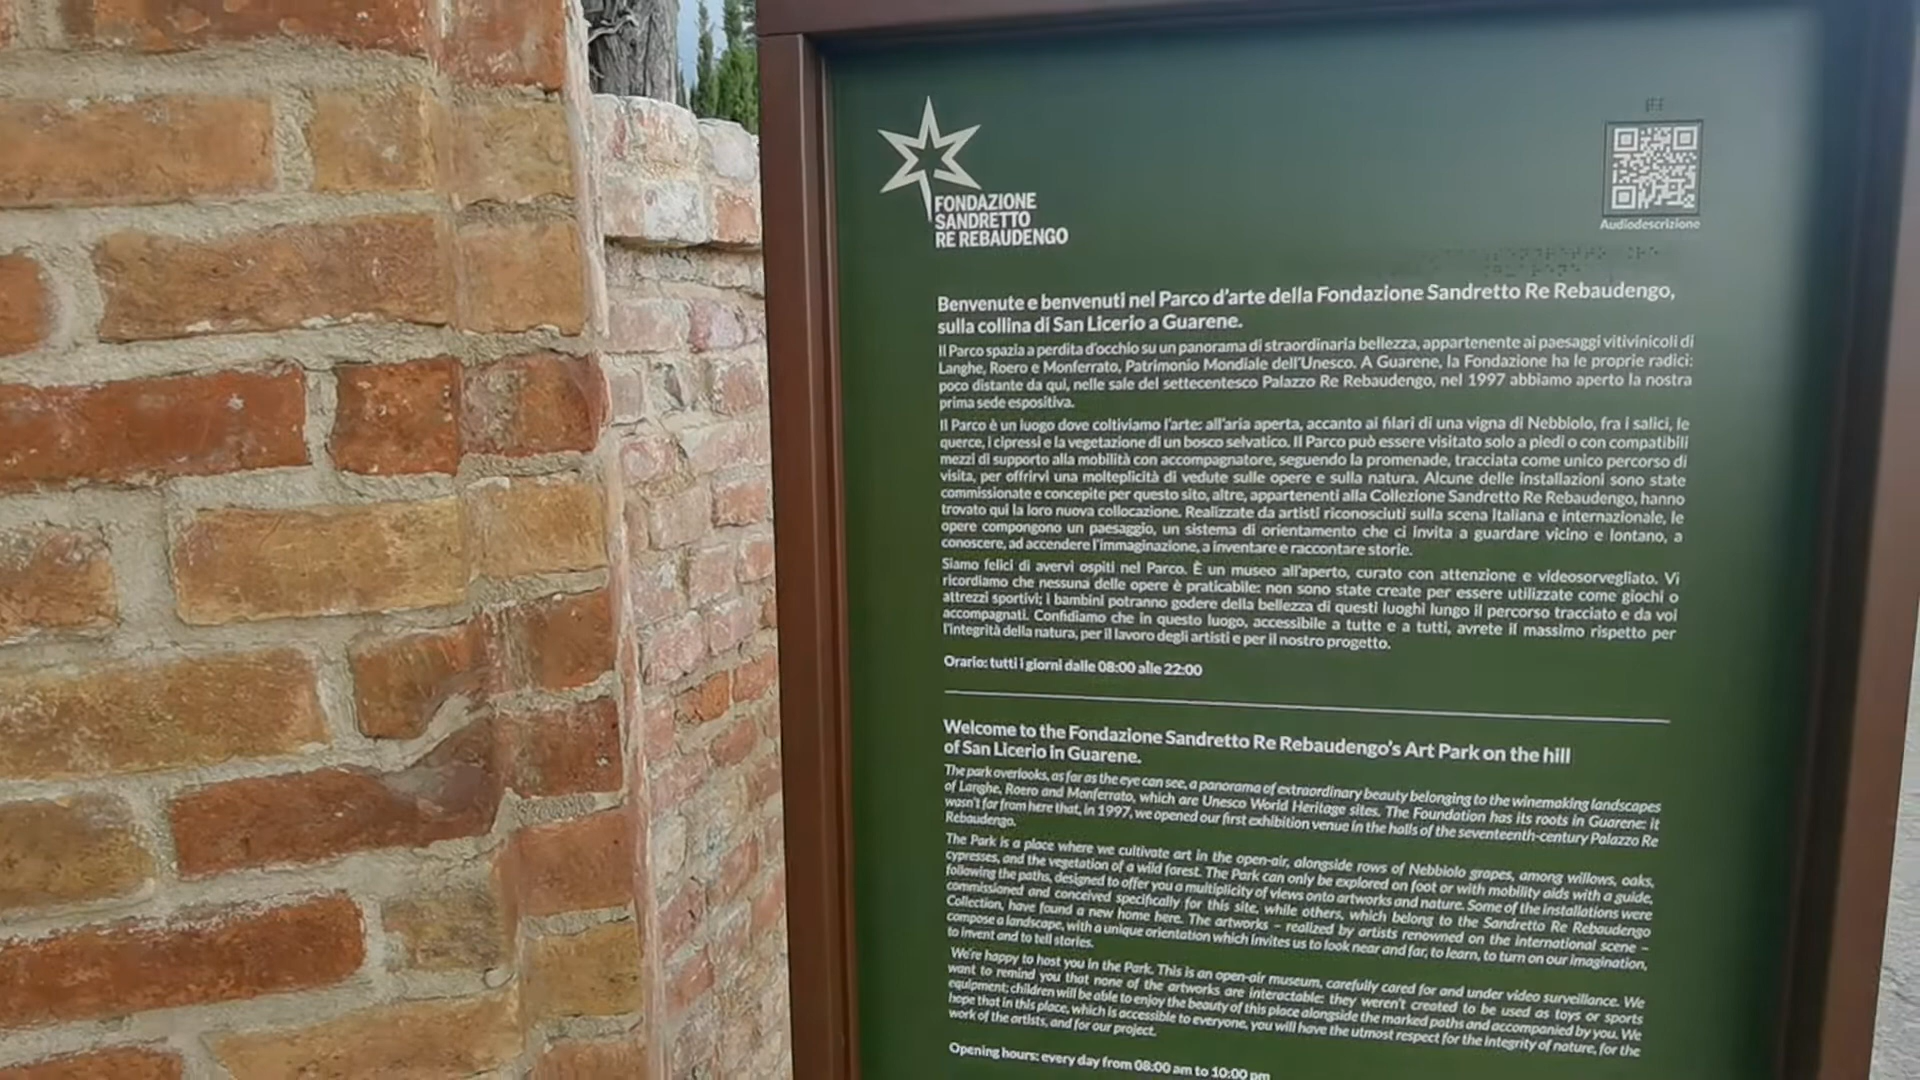 FONDAZIONE
SANDRETTO
RE REBAUDENGO
Audiodescrizione
Benvenute e benvenuti nel Parco d'arte della Fondazione Sandretto Re Rebaudengo,
sulla collina di San Licerio a Guarene.
Il Parco spazia a perdita d'occhio su un panorama di straordinaria bellezza, appartenente ai paesaggi vitivinicoli di
Langhe, Roero e Monferrato, Patrimonio Mondiale dell'Unesco. A Guarene, la Fondazione ha le proprie radici:
poco distante da qui, nelle sale del settecentesco Palazzo Re Rebaudengo, nel 1997 abbiamo aperto la nostra
prima sede espositiva.
Il Parco è un luogo dove coltiviamo l'arte: all'aria aperta, accanto ai filari di una vigna di Nebbiolo, fra i salici, le
querce, i cipressi e la vegetazione di un bosco selvatico. Il Parco può essere visitato solo a piedi o con compatibili
mezzi di supporto alla mobilità con accompagnatore, seguendo la promenade, tracciata come unico percorso di
visita, per offrirvi una molteplicità di vedute sulle opere e sulla natura. Alcune delle installazioni sono state
commissionate e concepite per questo sito, altre, appartenenti alla Collezione Sandretto Re Rebaudengo, hanno
trovato qui la loro nuova collocazione. Realizzate da artisti riconosciuti sulla scena italiana e internazionale, le
opere compongono un paesaggio, un sistema di orientamento che ci invita a guardare vicino e lontano, a
conoscere, ad accendere l'immaginazione, a inventare e raccontare storie.
Siamo felici di avervi ospiti nel Parco. È un museo all'aperto, curato con attenzione e videosorvegliato. Vi
ricordiamo che nessuna delle opere è praticabile: non sono state create per essere utilizzate come giochi o
attrezzi sportivi; i bambini potranno godere della bellezza di questi luoghi lungo il percorso tracciato e da voi
accompagnati. Confidiamo che in questo luogo, accessibile a tutte e a tutti, avrete il massimo rispetto per
l'integrità della natura, per il lavoro degli artisti e per il nostro progetto.
Orario: tutti i giorni dalle 08:00 alle 22:00
Welcome to the Fondazione Sandretto Re Rebaudengo's Art Park on the hill
of San Licerio in Guarene.
The park overlooks, as far as the eye can see, a panorama of extraordinary beauty belonging to the winemaking landscapes
of Langhe, Roero and Monferrato, which are Unesco World Heritage sites. The Foundation has its roots in Guarene: it
wasn't far from here that, in 1997, we opened our first exhibition venue in the halls of the seventeenth-century Palazzo Re
Rebaudengo.
The Park is a place where we cultivate art in the open-air, alongside rows of Nebbiolo grapes, among willows, oaks,
cypresses, and the vegetation of a wild forest. The Park can only be explored on foot or with mobility aids with a guide,
following the paths, designed to offer you a multiplicity of views onto artworks and nature. Some of the installations were
commissioned and conceived specifically for this site, while others, which belong to the Sandretto Re Rebaudengo
Collection, have found a new home here. The artworks – realized by artists renowned on the international scene –
compose a landscape, with a unique orientation which invites us to look near and far, to learn, to turn on our imagination,
to invent and to tell stories.
We're happy to host you in the Park. This is an open-air museum, carefully cared for and under video surveillance. We
want to remind you that none of the artworks are interactable: they weren't created to be used as toys or sports
equipment; children will be able to enjoy the beauty of this place alongside the marked paths and accompanied by you. We
hope that in this place, which is accessible to everyone, you will have the utmost respect for the integrity of nature, for the
work of the artists, and for our project.
Opening hours: every day from 08:00 am to 10:00 pm